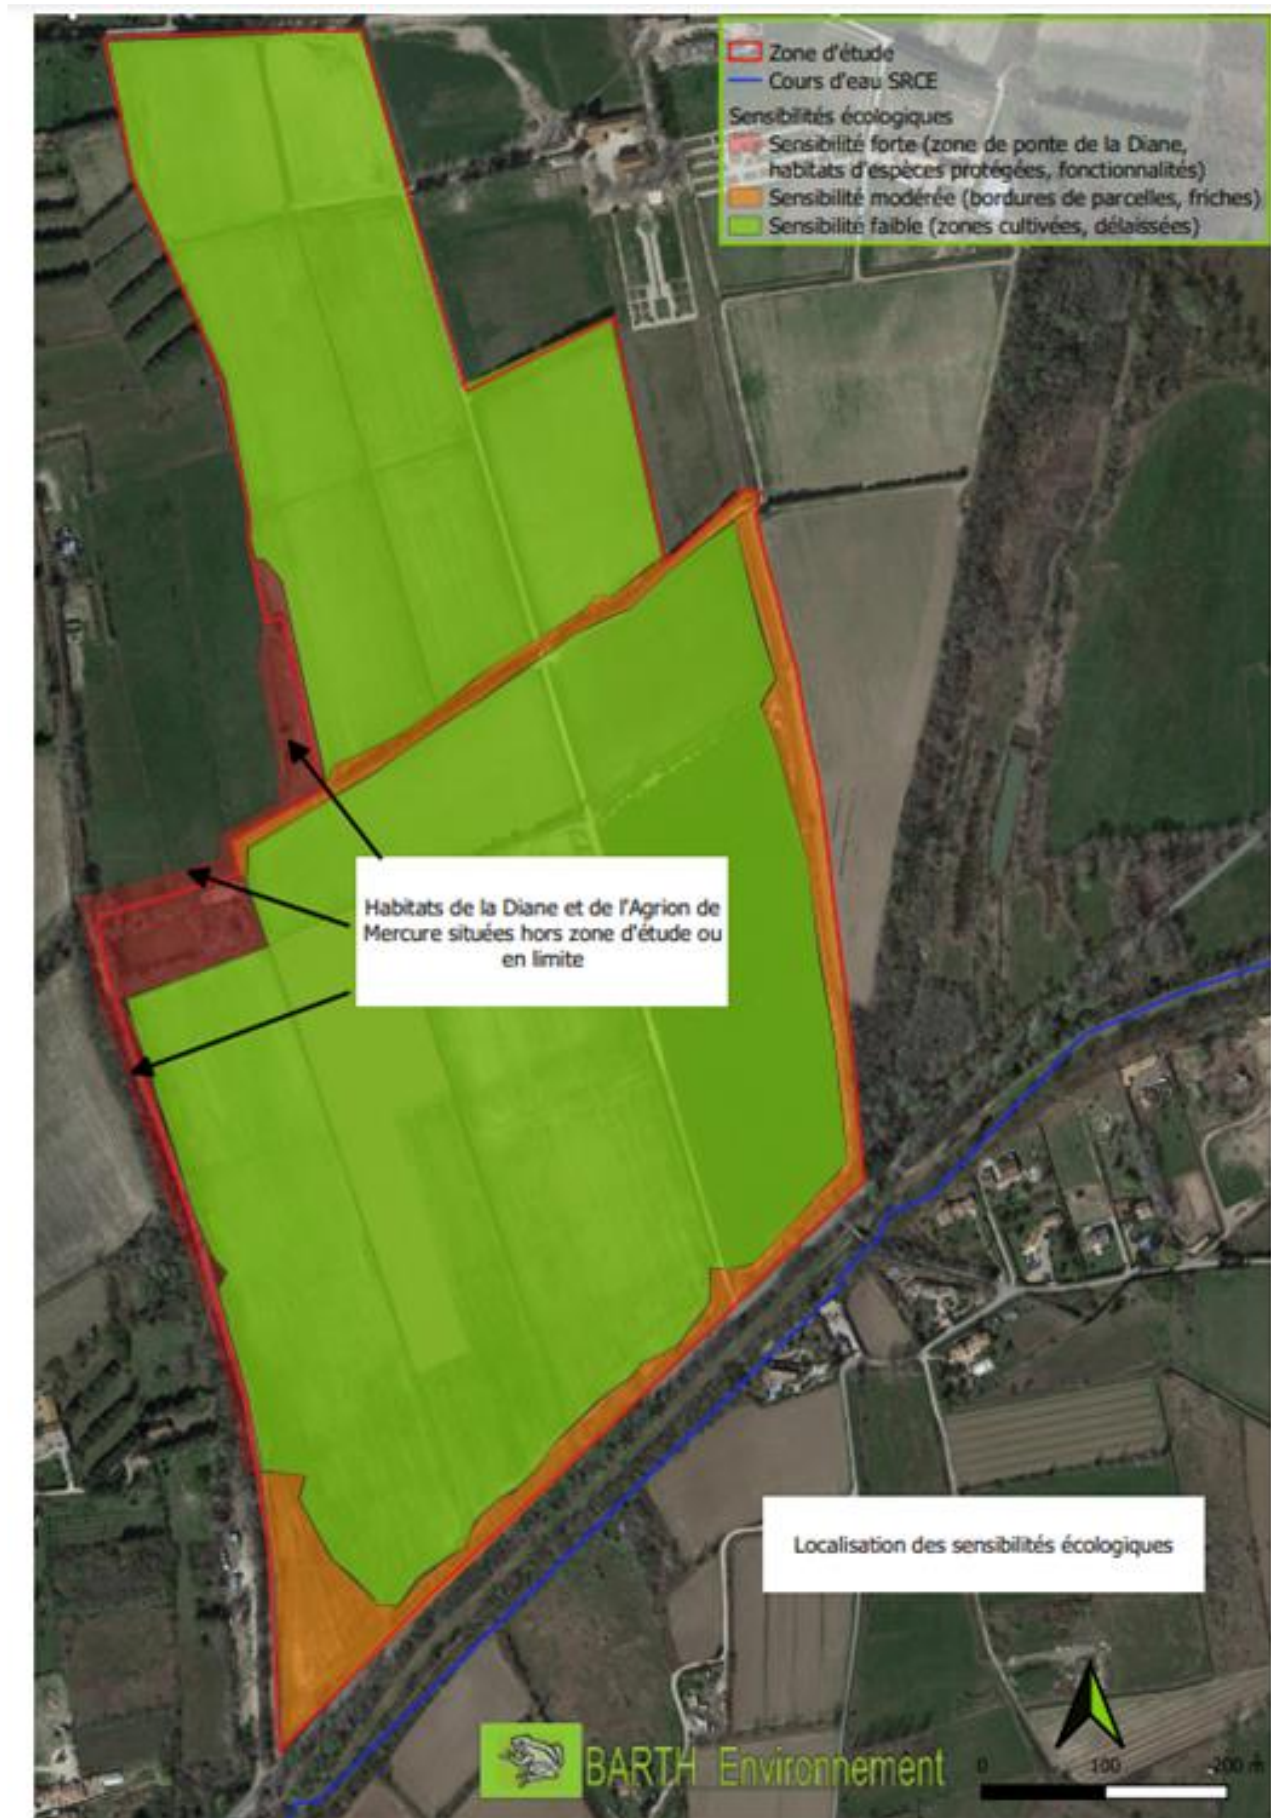 Zone d'étude
Cours d'eau SRCE
Sensibilités écologiques
Sensibilité forte (zone de ponte de la Diane,
habitats d'espèces protégées, fonctionnalités)
Sensibilité modérée (bordures de parcelles, friches)
Sensibilité faible (zones cultivées, délaissées)
Habitats de la Diane et de l'Agrion de
Mercure situées hors zone d'étude ou
en limite
Localisation des sensibilités écologiques
BARTH Environnement
0 100 200 m